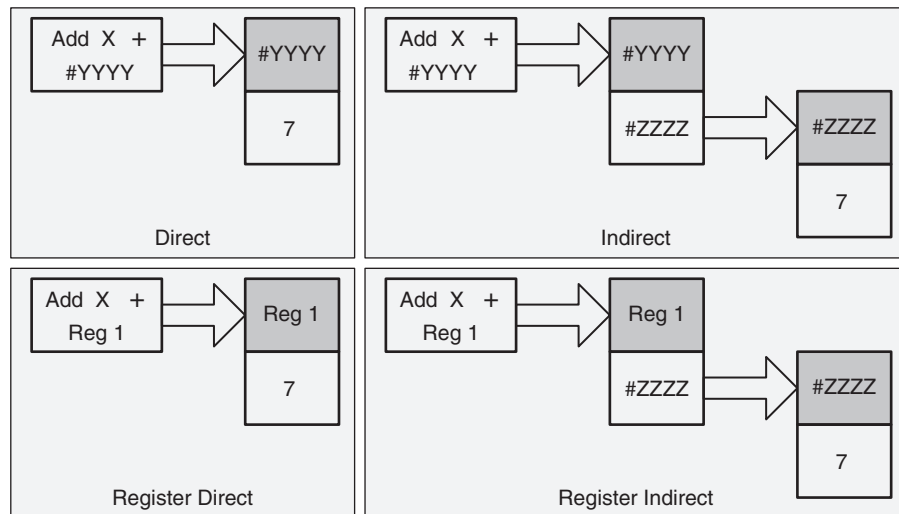 Add X +
#YYYY
#YYYY
7
Direct
Add X +
#YYYY
#YYYY
#ZZZZ
#ZZZZ
7
Indirect
Add X +
Reg 1
Reg 1
7
Register Direct
Add X +
Reg 1
Reg 1
#ZZZZ
#ZZZZ
7
Register Indirect